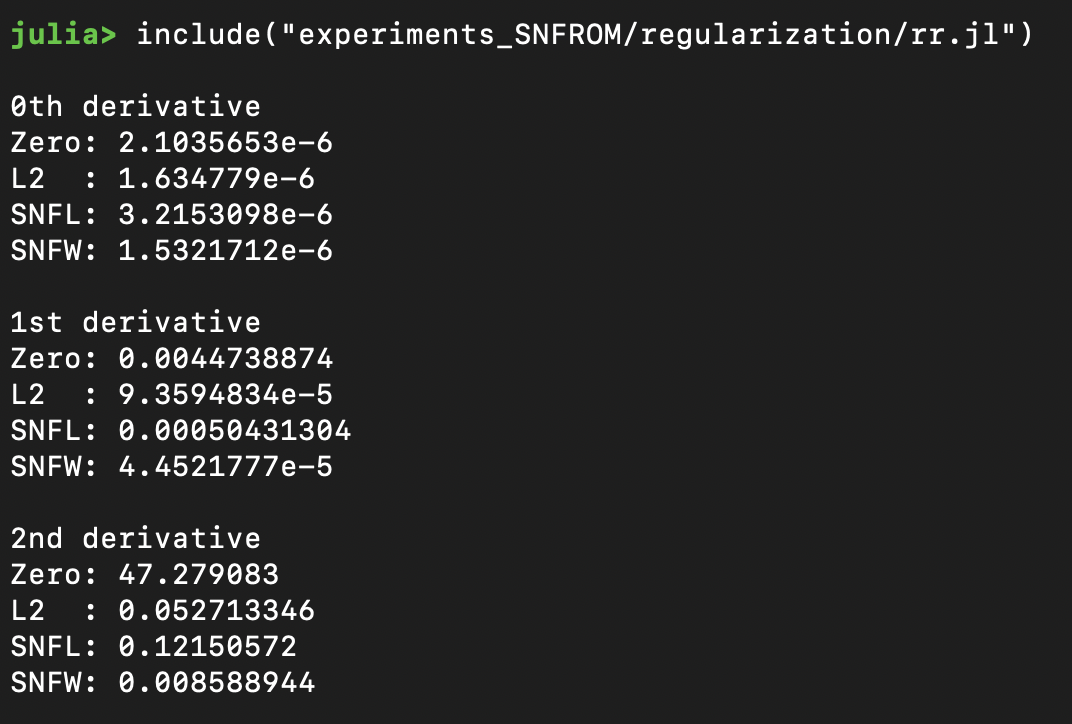 julia> include("experiments_SNFROM/regularization/rr.jl")
0th derivative
Zero: 2.1035653e-6
L2  : 1.634779e-6
SNFL: 3.2153098e-6
SNFW: 1.5321712e-6
1st derivative
Zero: 0.0044738874
L2  : 9.3594834e-5
SNFL: 0.00050431304
SNFW: 4.4521777e-5
2nd derivative
Zero: 47.279083
L2  : 0.052713346
SNFL: 0.12150572
SNFW: 0.008588944